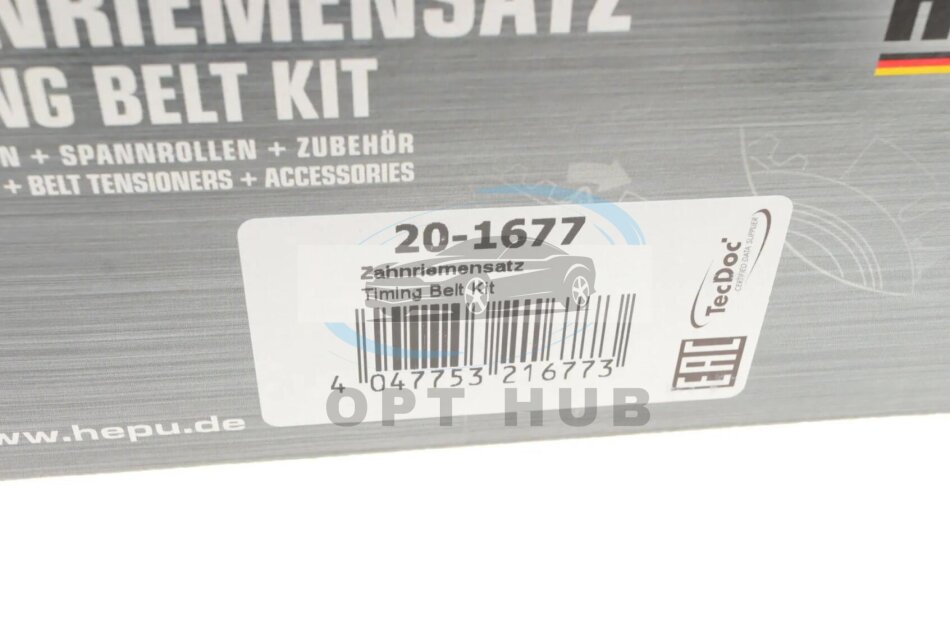 NRIEMENSATZ
NG BELT KIT
N + SPANNROLLEN + ZUBEHÖR
+ BELT TENSIONERS + ACCESSORIES
20-1677
Zahnriemensatz
Timing Belt Kit
4 047753 216773
TecDoc
CERTIFIED DATA SUPPLIER
EAC
OPT HUB
www.hepu.de